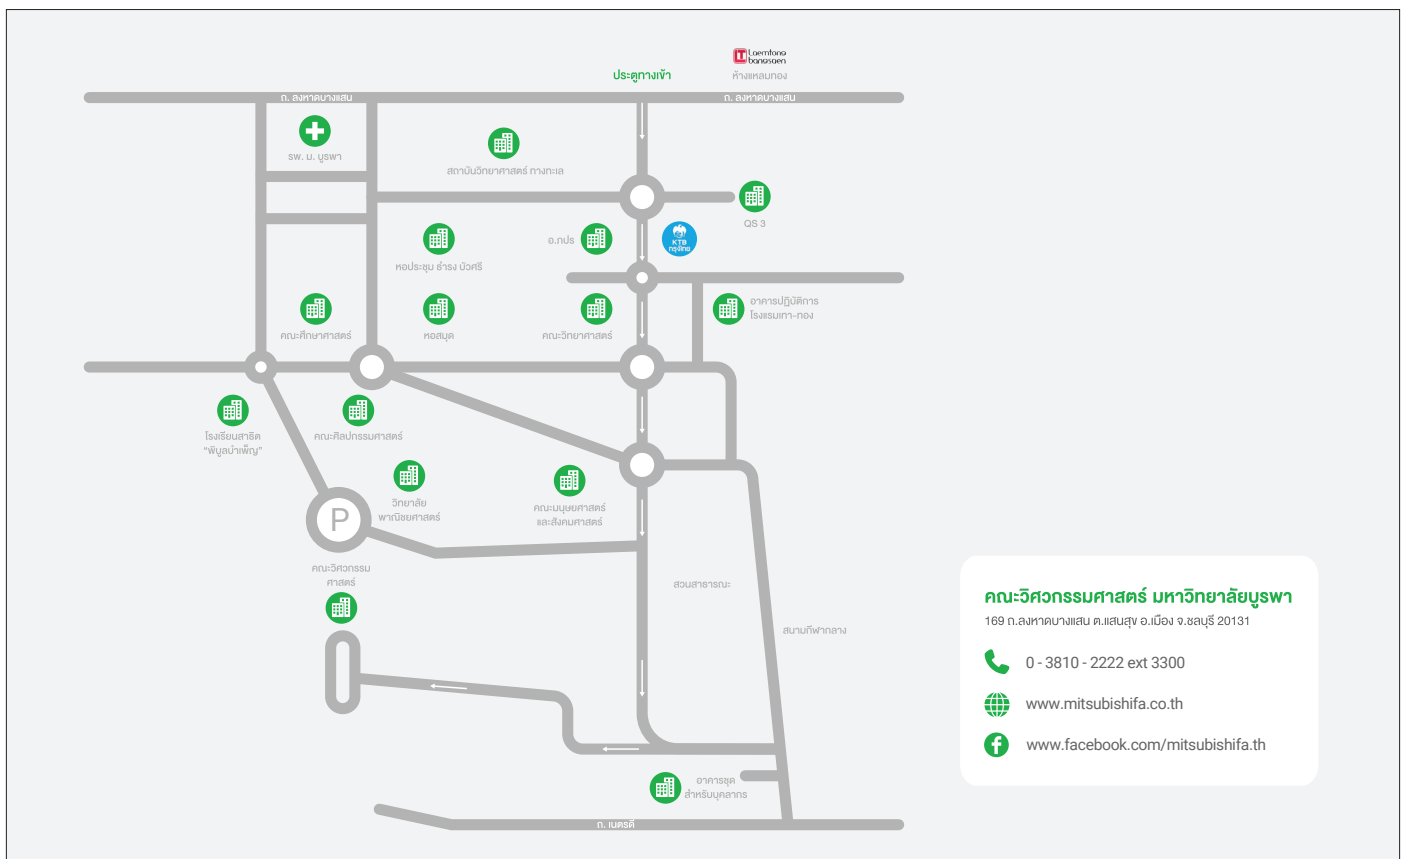 Laemtong
bangsaen
ประตูทางเข้า
ห้างแหลมทอง
ถ. ลงหาดบางแสน
ถ. ลงหาดบางแสน
รพ. ม. บูรพา
สถาบันวิทยาศาสตร์ ทางทะเล
QS 3
อ.ภปร
KTB
กรุงไทย
หอประชุม ธำรง บัวศรี
อาคารปฏิบัติการ
โรงแรมเทา-ทอง
คณะศึกษาศาสตร์
หอสมุด
คณะวิทยาศาสตร์
โรงเรียนสาธิต
"พิบูลบำเพ็ญ"
คณะศิลปกรรมศาสตร์
วิทยาลัย
พาณิชยศาสตร์
คณะมนุษยศาสตร์
และสังคมศาสตร์
P
คณะวิศวกรรม
ศาสตร์
สวนสาธารณะ
สนามกีฬากลาง
อาคารชุด
สำหรับบุคลากร
ถ. เนตรดี
คณะวิศวกรรมศาสตร์ มหาวิทยาลัยบูรพา
169 ถ.ลงหาดบางแสน ต.แสนสุข อ.เมือง จ.ชลบุรี 20131
0 - 3810 - 2222 ext 3300
www.mitsubishifa.co.th
www.facebook.com/mitsubishifa.th